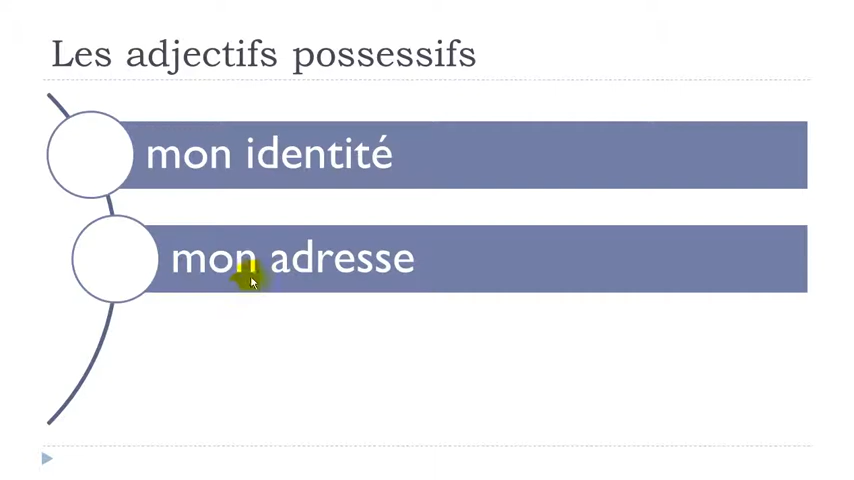 Les adjectifs possessifs
mon identité
mon adresse